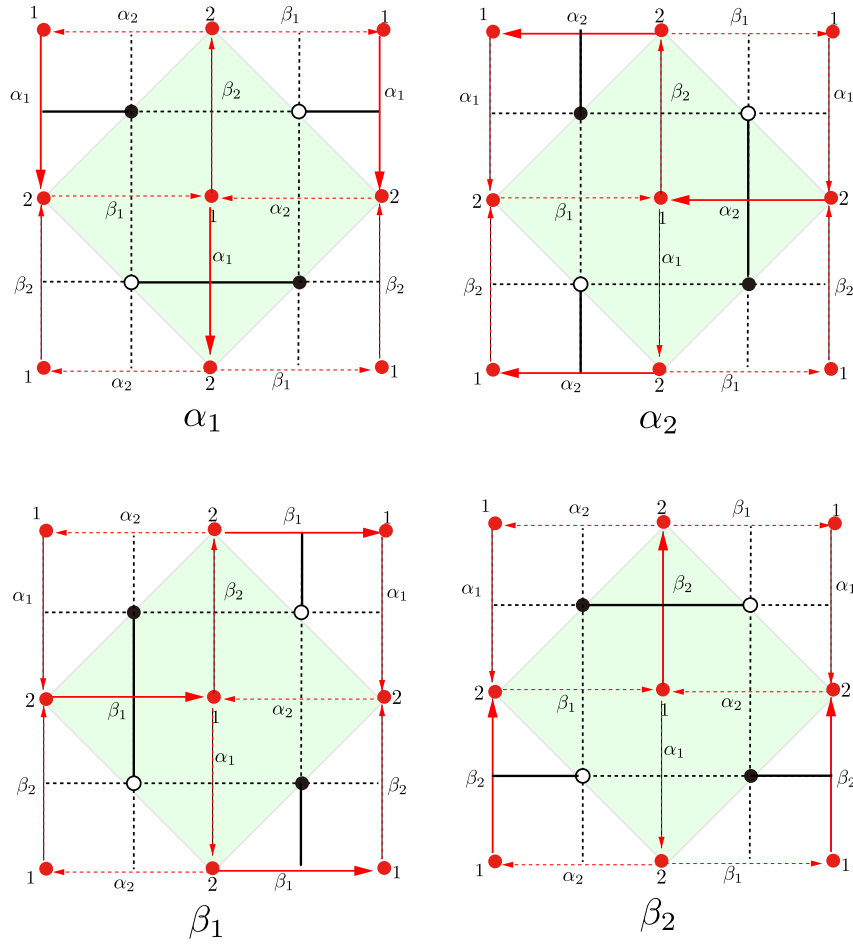 1 α₂ 2 β₁ 1
α₁ β₂ α₁
2 β₁ 1 α₂ 2
α₁
β₂ β₂
1 α₂ 2 β₁ 1
α₁
α₂ 2 β₁ 1
α₁ β₂ α₁
2 β₁ 1 α₂ 2
α₁
β₂ β₂
1 α₂ 2 β₁ 1
α₂
1 α₂ 2 β₁ 1
α₁ β₂ α₁
2 β₁ 1 α₂ 2
α₁
β₂ β₂
1 α₂ 2 β₁ 1
β₁
1 α₂ 2 β₁ 1
α₁ β₂ α₁
2 β₁ 1 α₂ 2
α₁
β₂ β₂
1 α₂ 2 β₁ 1
β₂